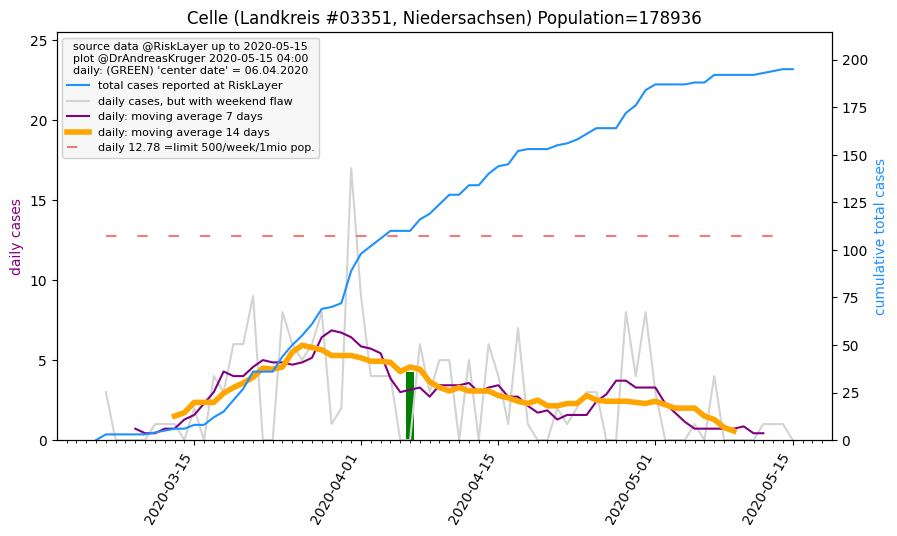 Celle (Landkreis #03351, Niedersachsen) Population=178936
source data @RiskLayer up to 2020-05-15
plot @DrAndreasKruger 2020-05-15 04:00
daily: (GREEN) 'center date' = 06.04.2020
total cases reported at RiskLayer
daily cases, but with weekend flaw
daily: moving average 7 days
daily: moving average 14 days
daily 12.78 =limit 500/week/1mio pop.
daily cases
25
20
15
10
5
0
cumulative total cases
200
175
150
125
100
75
50
25
0
2020-03-15
2020-04-01
2020-04-15
2020-05-01
2020-05-15